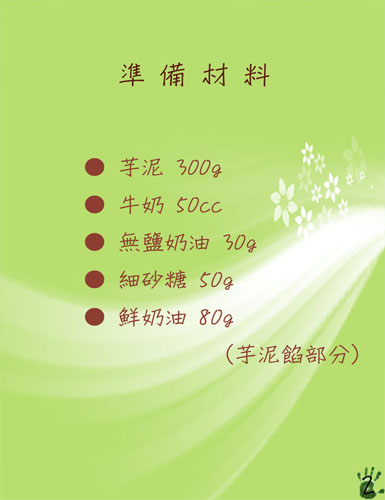 準備材料
● 芋泥 300g
● 牛奶 50cc
● 無鹽奶油 30g
● 細砂糖 50g
● 鮮奶油 80g
(芋泥餡部分)
2